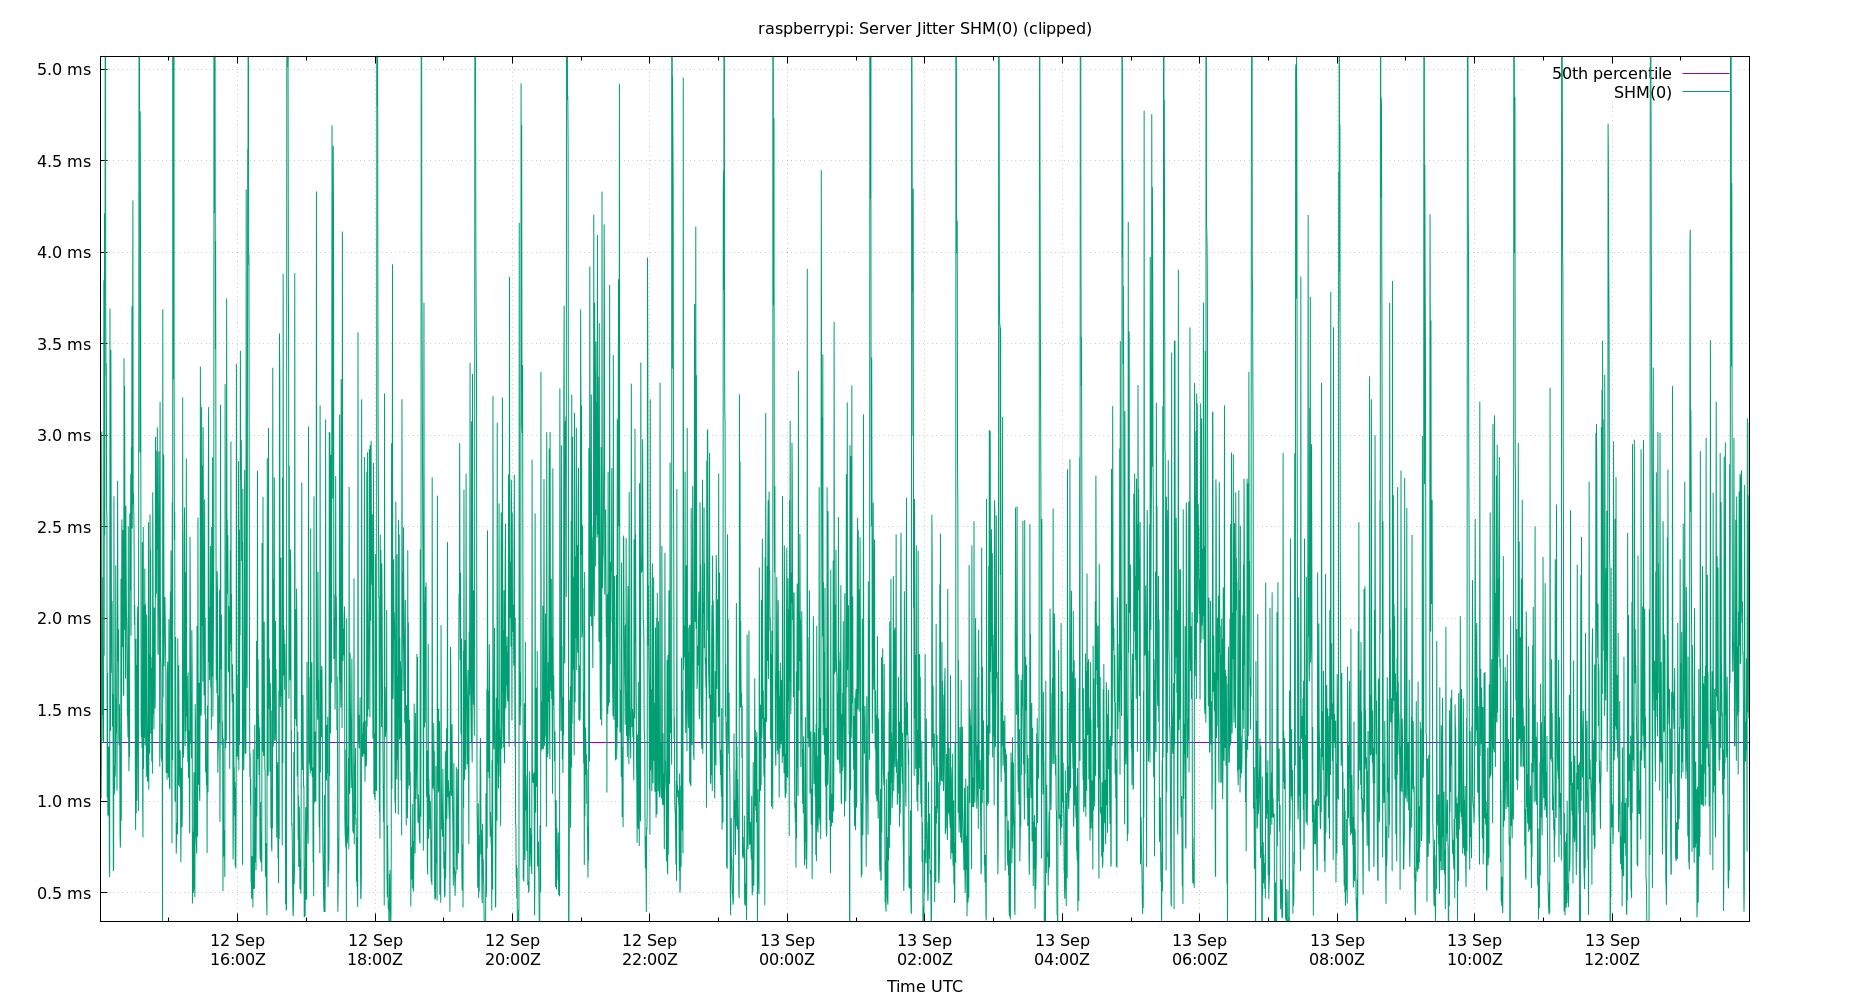 raspberrypi: Server Jitter SHM(0) (clipped)
5.0 ms
4.5 ms
4.0 ms
3.5 ms
3.0 ms
2.5 ms
2.0 ms
1.5 ms
1.0 ms
0.5 ms
50th percentile
SHM(0)
12 Sep 12 Sep 12 Sep 12 Sep 13 Sep 13 Sep 13 Sep 13 Sep 13 Sep 13 Sep 13 Sep
16:00Z 18:00Z 20:00Z 22:00Z 00:00Z 02:00Z 04:00Z 06:00Z 08:00Z 10:00Z 12:00Z
Time UTC